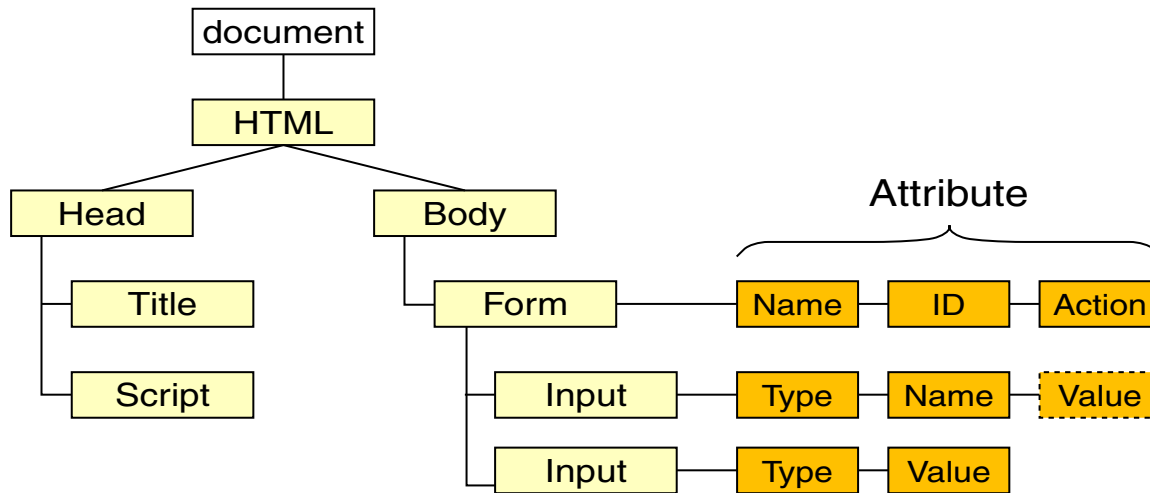 document
HTML
Head
Body
Attribute
Title
Form
Name
ID
Action
Script
Input
Type
Name
Value
Input
Type
Value